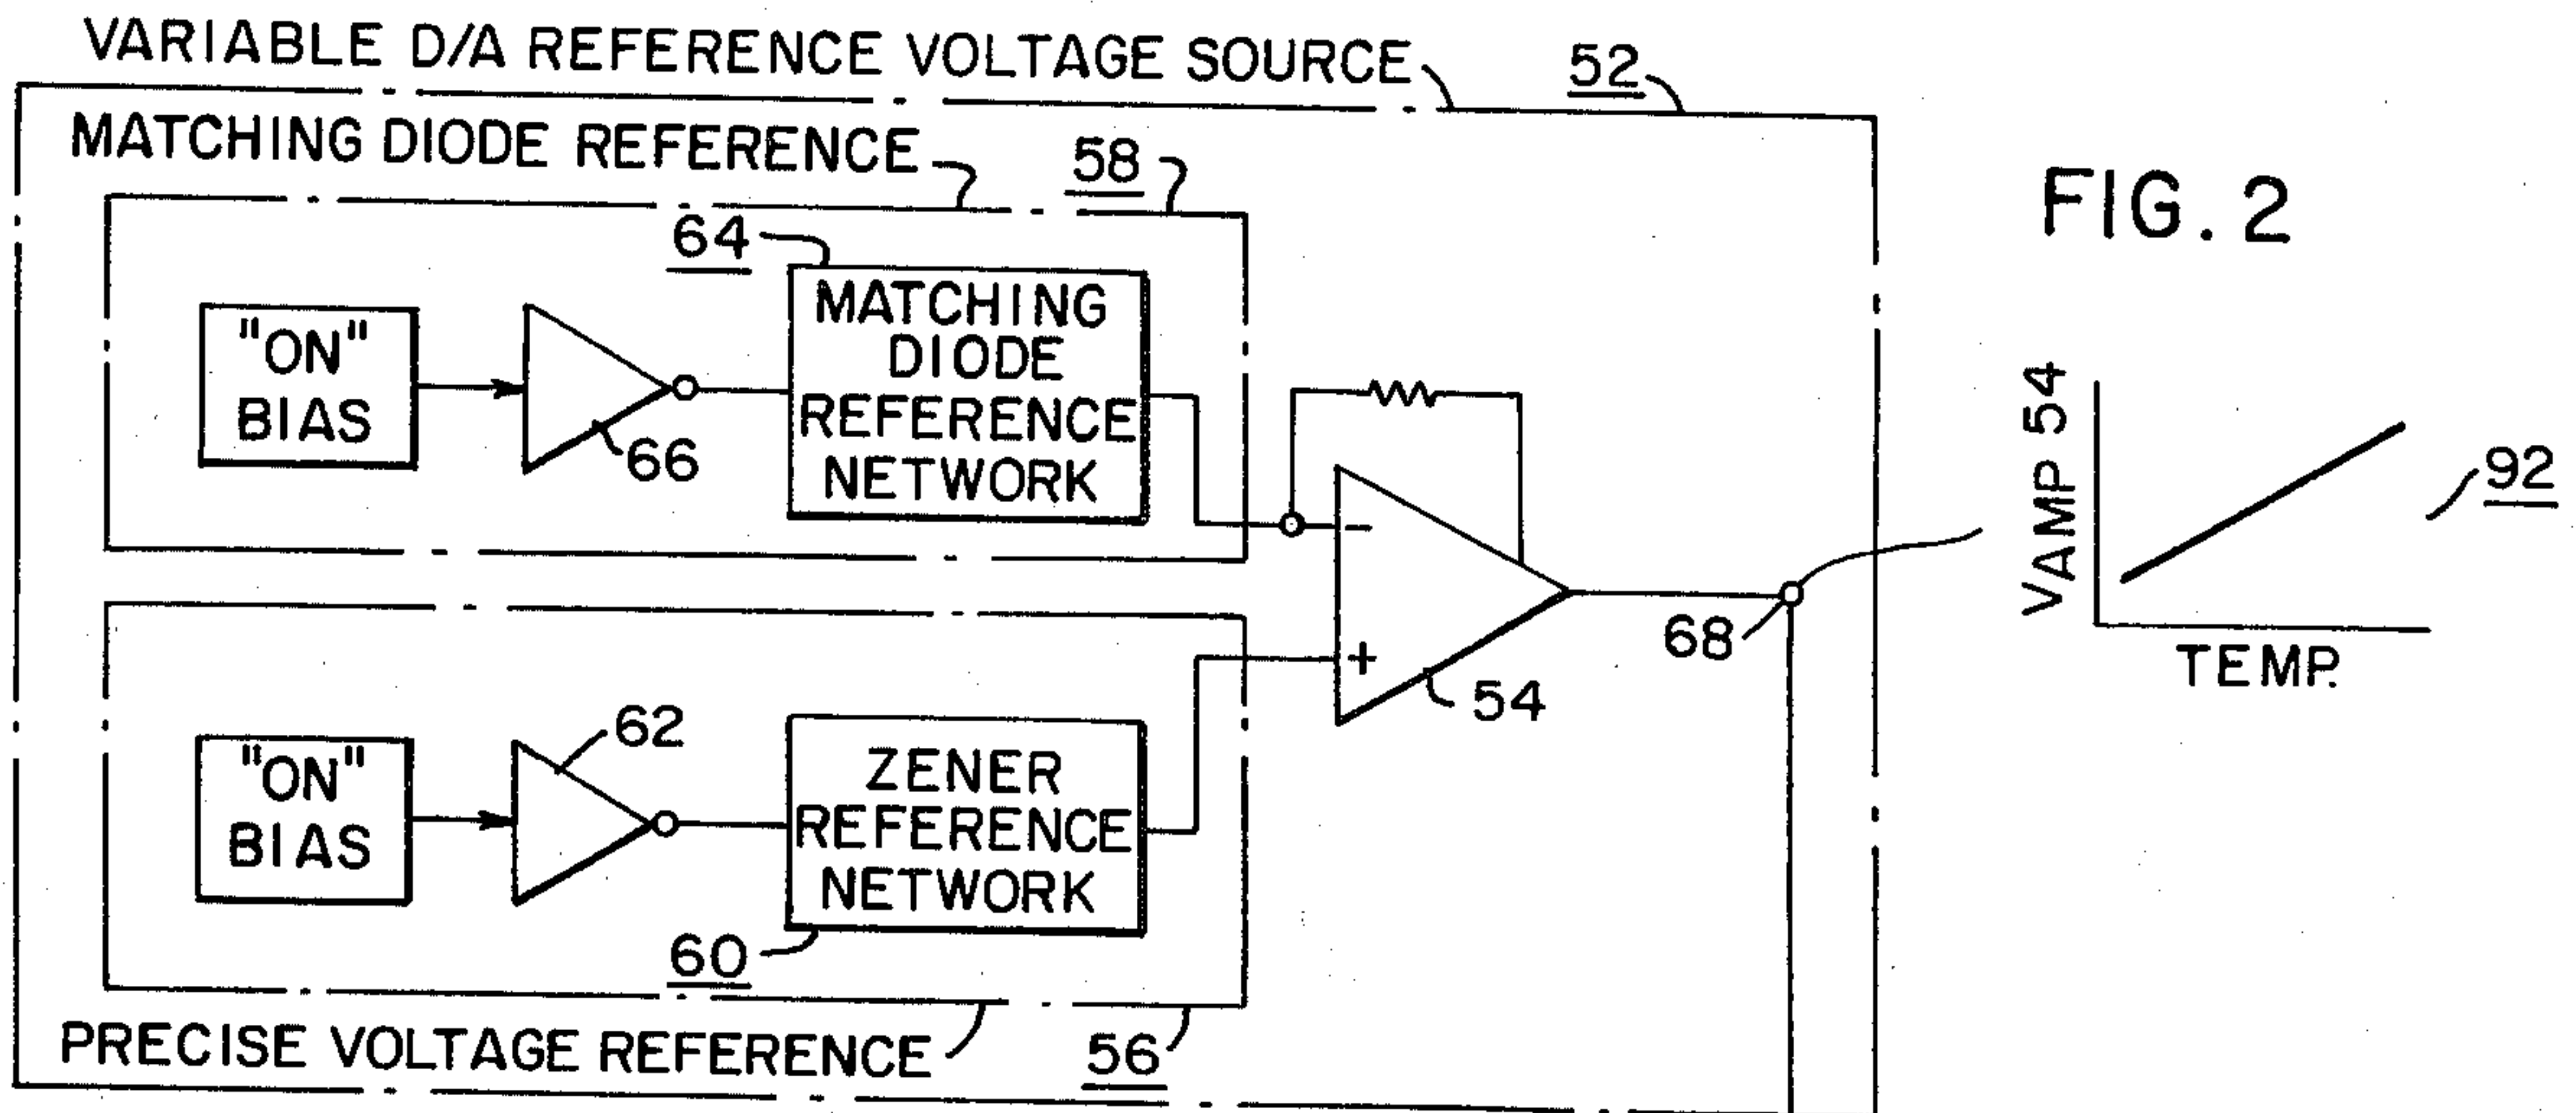 VARIABLE D/A REFERENCE VOLTAGE SOURCE
52
MATCHING DIODE REFERENCE
58
FIG. 2
64
"ON"
BIAS
66
MATCHING
DIODE
REFERENCE
NETWORK
-
+
54
68
VAMP 54
TEMP.
92
"ON"
BIAS
62
ZENER
REFERENCE
NETWORK
60
PRECISE VOLTAGE REFERENCE
56